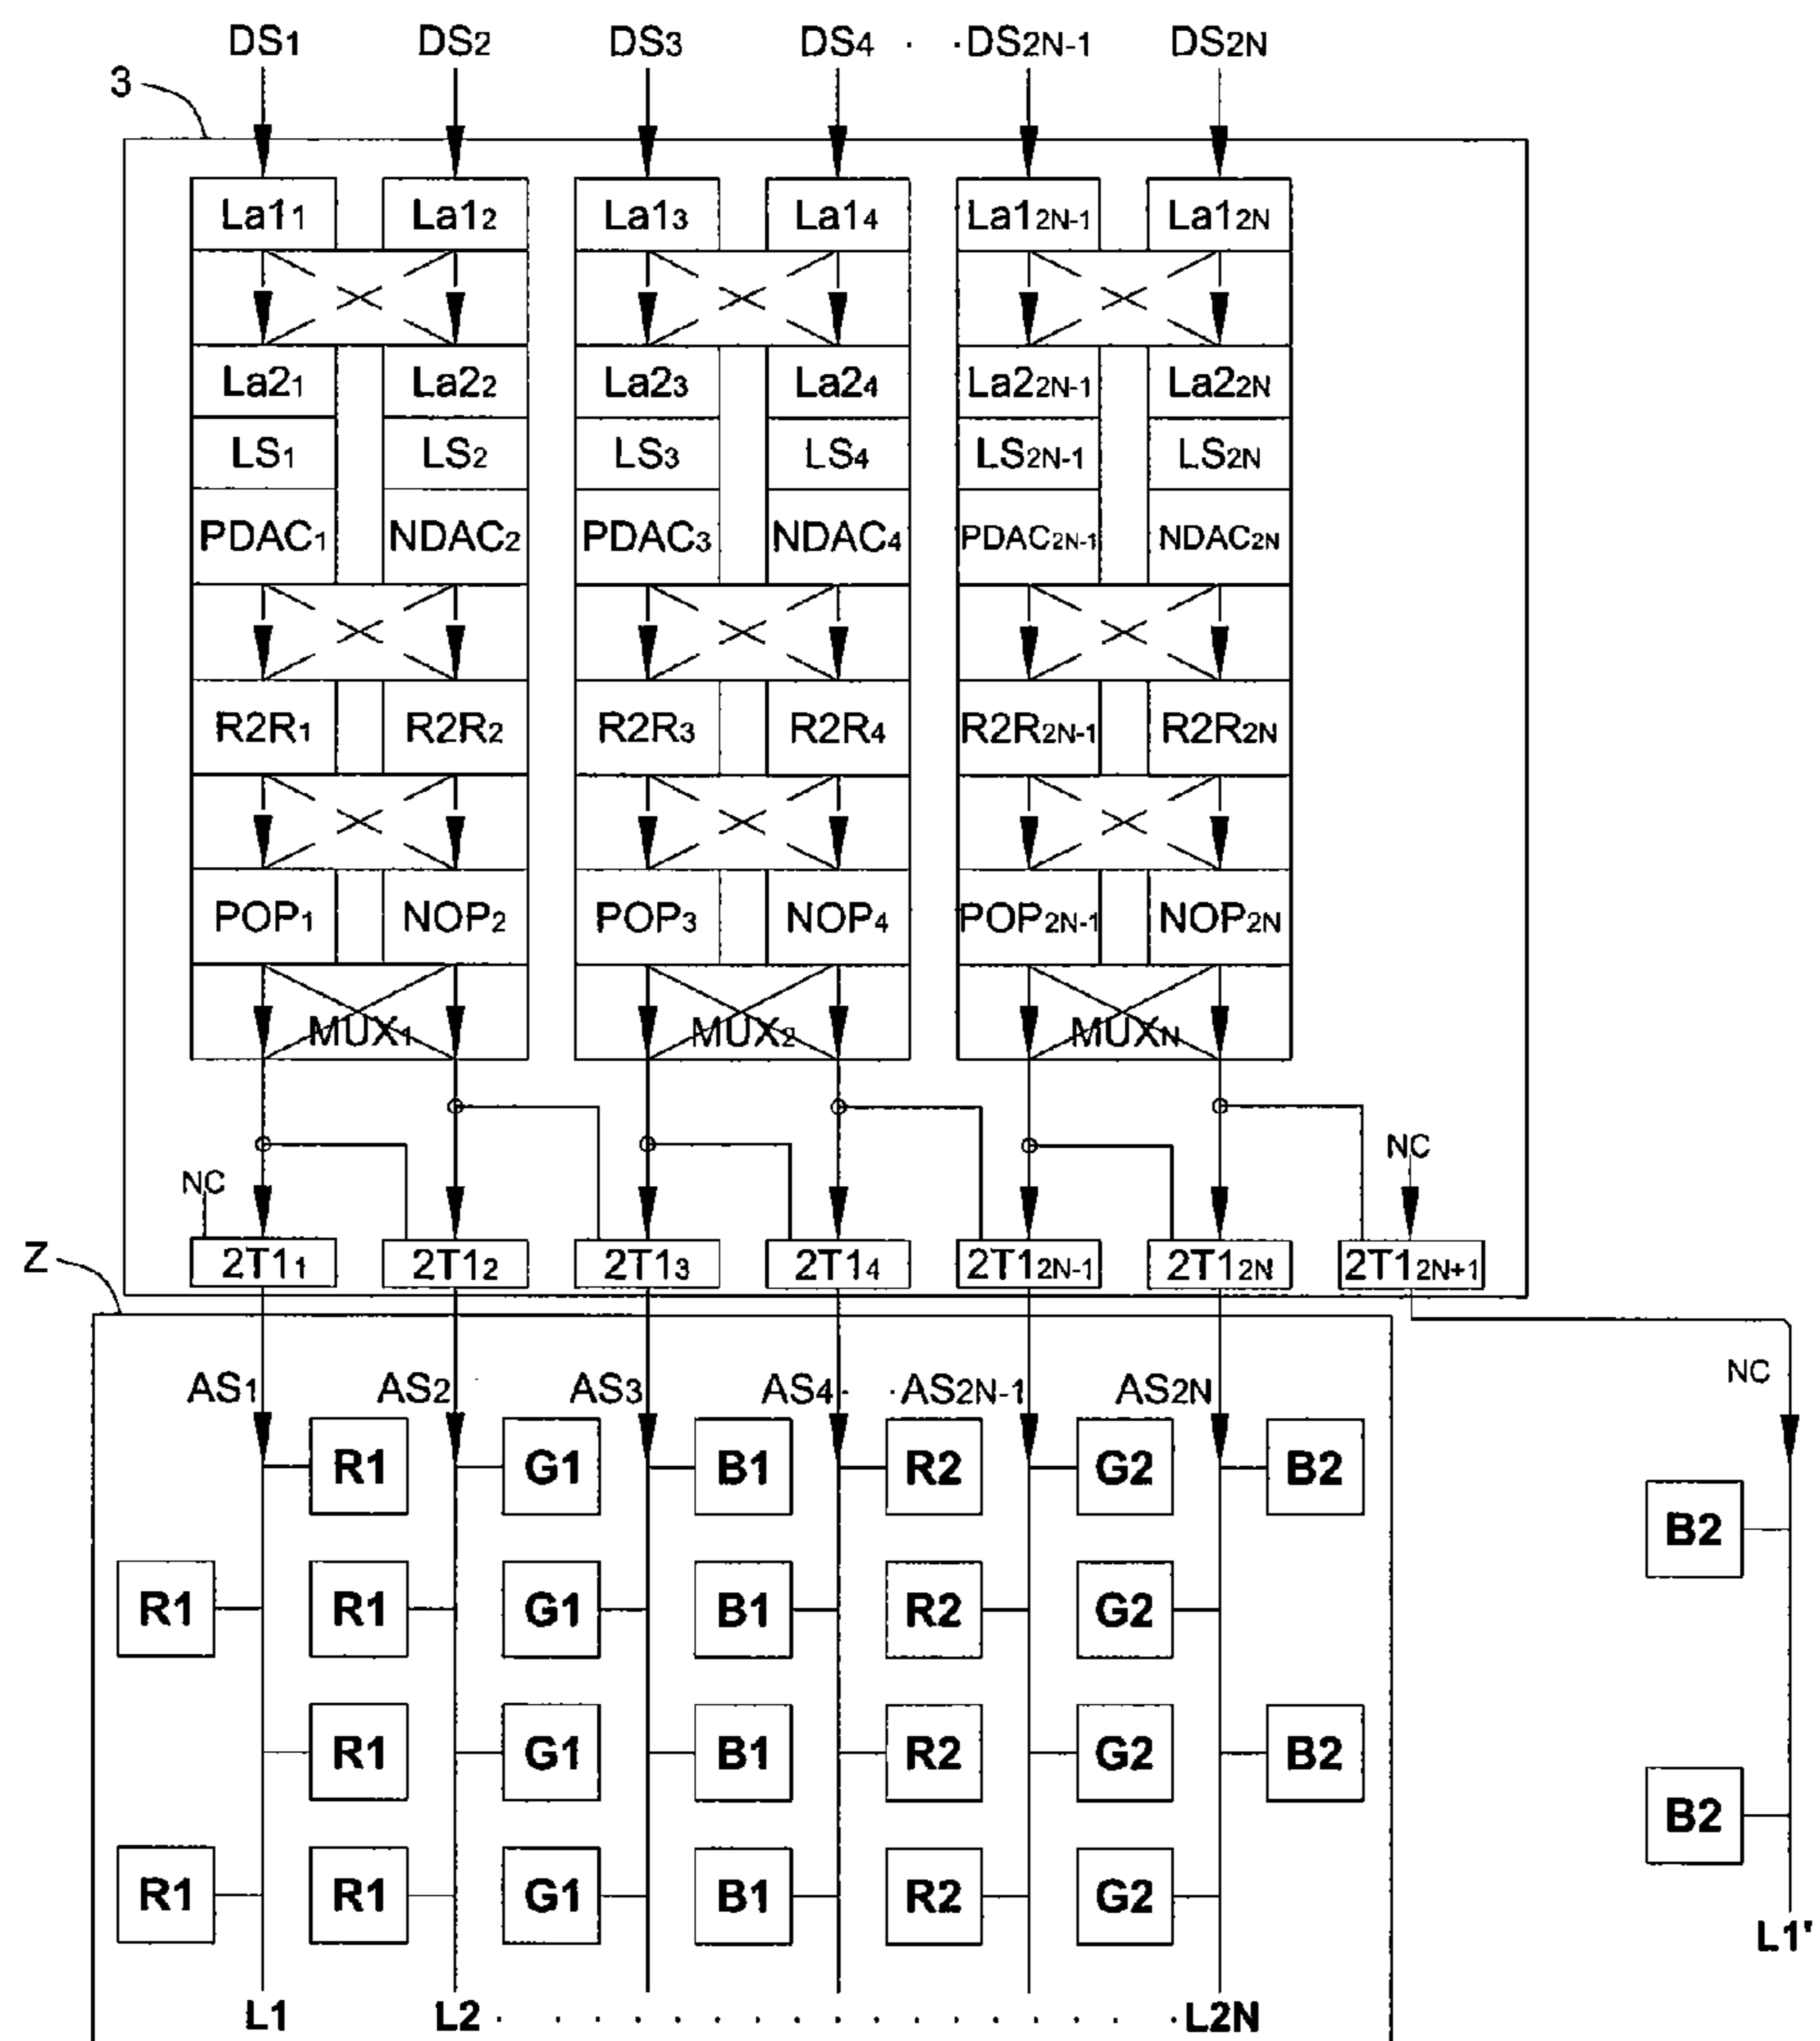 DS1 DS2 DS3 DS4 · · DS2N-1 DS2N
3
La11 La12 La13 La14 La12N-1 La12N
La21 La22 La23 La24 La22N-1 La22N
LS1 LS2 LS3 LS4 LS2N-1 LS2N
PDAC1 NDAC2 PDAC3 NDAC4 PDAC2N-1 NDAC2N
R2R1 R2R2 R2R3 R2R4 R2R2N-1 R2R2N
POP1 NOP2 POP3 NOP4 POP2N-1 NOP2N
MUX1 MUX2 MUXN
NC NC
Z 2T11 2T12 2T13 2T14 2T12N-1 2T12N 2T12N+1
AS1 AS2 AS3 AS4 · · AS2N-1 AS2N NC
R1 G1 B1 R2 G2 B2
B2
R1 R1 G1 B1 R2 G2
R1 G1 B1 R2 G2 B2
B2
R1 R1 G1 B1 R2 G2
L1'
L1 L2 · · · · · · · · · · · · · · · · · · L2N